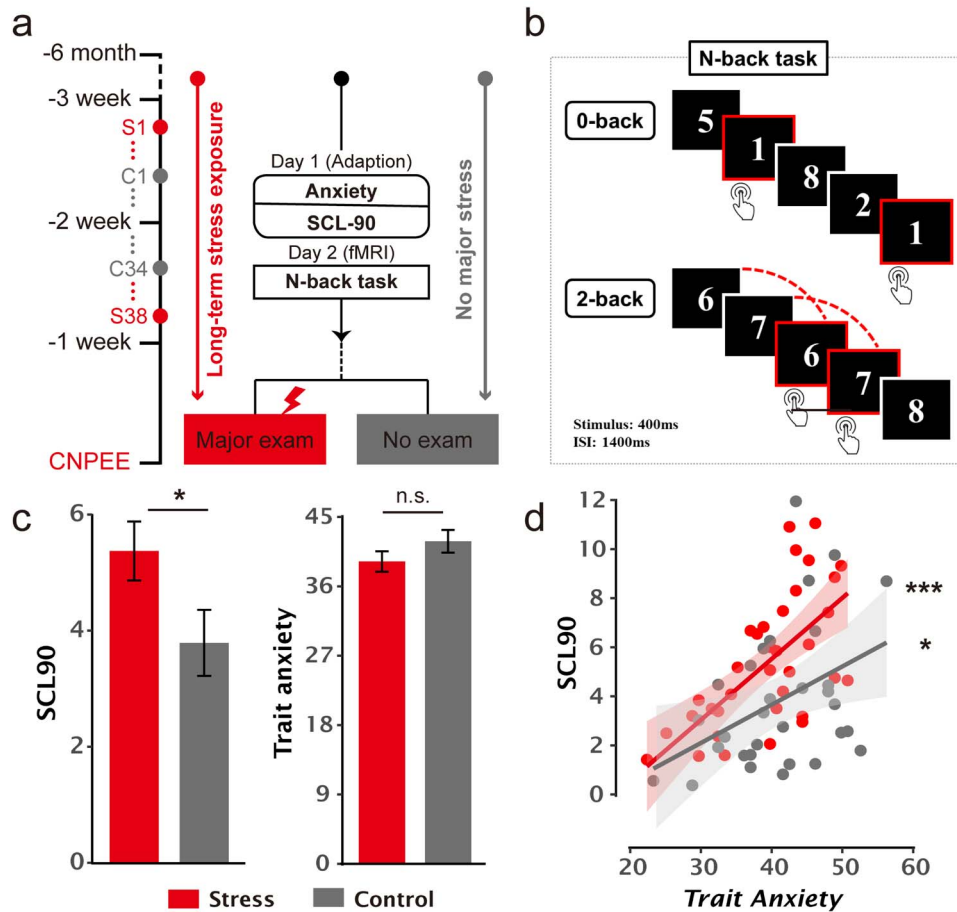 a
-6 month
-3 week
S1
C1
-2 week
C34
S38
-1 week
CNPEE
Long-term stress exposure
Day 1 (Adaption)
Anxiety
SCL-90
Day 2 (fMRI)
N-back task
No major stress
Major exam
No exam
b
N-back task
0-back
5
1
8
2
1
2-back
6
7
6
7
8
Stimulus: 400ms
ISI: 1400ms
c
SCL90
6
4
2
0
*
Trait anxiety
45
36
27
18
9
0
n.s.
Stress
Control
d
SCL90
12
10
8
6
4
2
0
***
*
20
30
40
50
60
Trait Anxiety